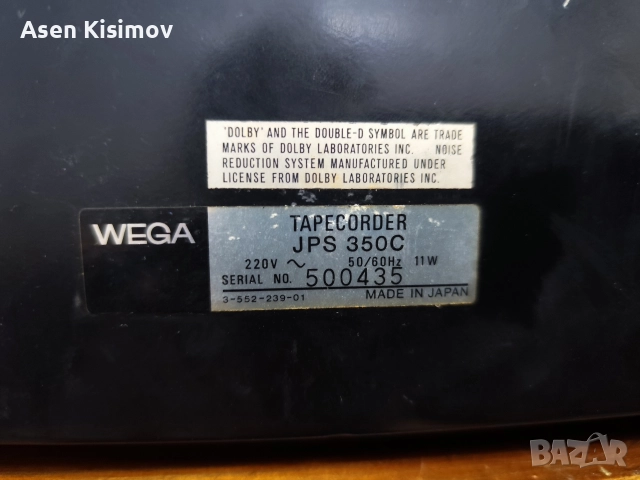 Asen Kisimov
'DOLBY' AND THE DOUBLE-D SYMBOL ARE TRADE
MARKS OF DOLBY LABORATORIES INC. NOISE
REDUCTION SYSTEM MANUFACTURED UNDER
LICENSE FROM DOLBY LABORATORIES INC.
WEGA
TAPECORDER
JPS 350C
220V ~ 50/60Hz 11W
SERIAL NO. 500435
3-552-239-01 MADE IN JAPAN
BAZAR